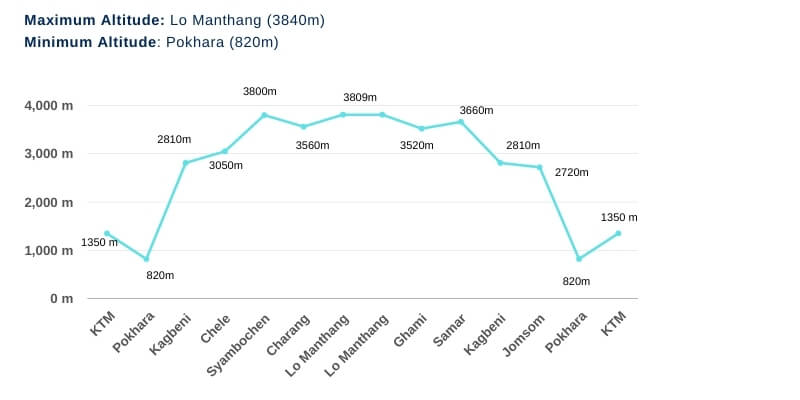 Maximum Altitude: Lo Manthang (3840m)
Minimum Altitude: Pokhara (820m)
4,000 m
3,000 m
2,000 m
1,000 m
0 m
1350 m
820m
2810m
3050m
3800m
3560m
3809m
3520m
3660m
2810m
2720m
820m
1350 m
KTM
Pokhara
Kagbeni
Chele
Syambochen
Charang
Lo Manthang
Lo Manthang
Ghami
Samar
Kagbeni
Jomsom
Pokhara
KTM